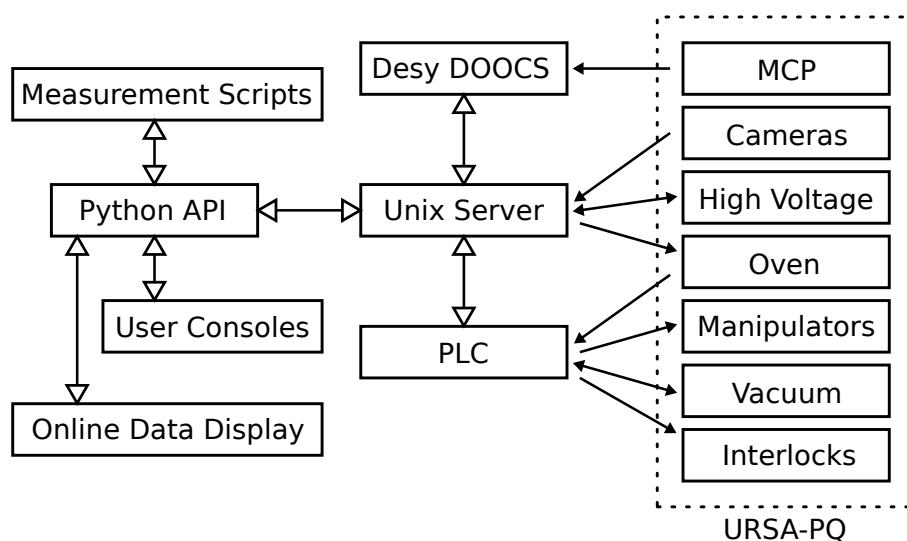 Desy DOOCS
MCP
Measurement Scripts
Cameras
Python API
Unix Server
High Voltage
Oven
User Consoles
PLC
Manipulators
Vacuum
Online Data Display
Interlocks
URSA-PQ